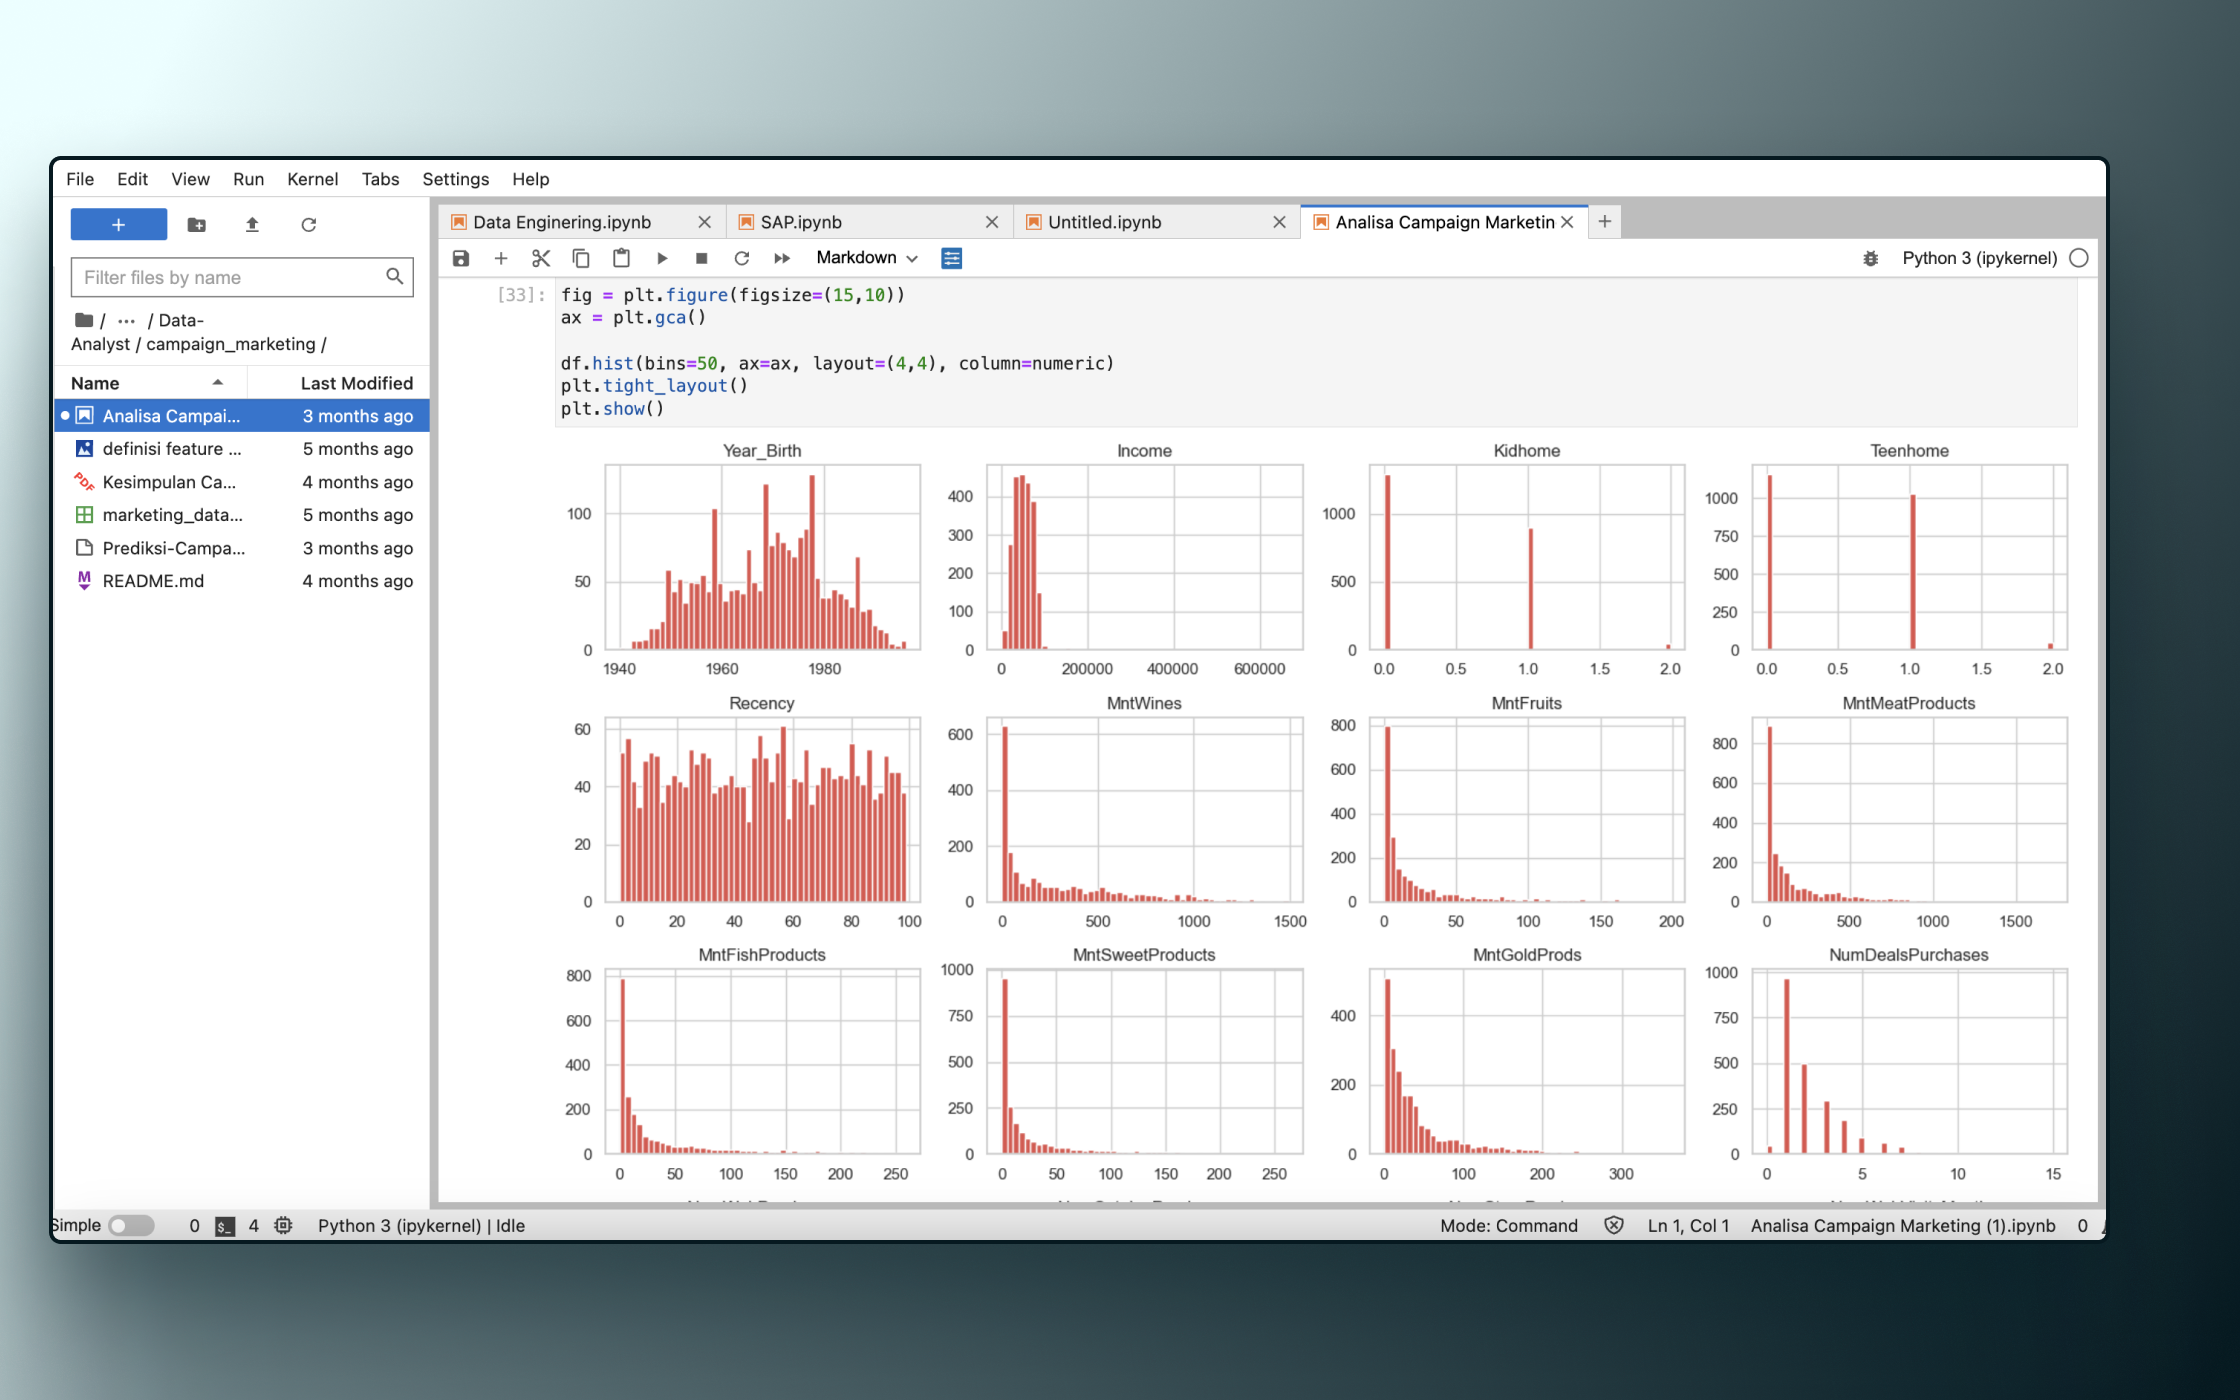 File Edit View Run Kernel Tabs Settings Help
Filter files by name
/ ··· / Data-
Analyst / campaign_marketing /
Name Last Modified
Analisa Campai... 3 months ago
definisi feature ... 5 months ago
Kesimpulan Ca... 4 months ago
marketing_data... 5 months ago
Prediksi-Campa... 3 months ago
README.md 4 months ago
Data Enginering.ipynb SAP.ipynb Untitled.ipynb Analisa Campaign Marketin
Markdown Python 3 (ipykernel)
[33]: fig = plt.figure(figsize=(15,10))
ax = plt.gca()
df.hist(bins=50, ax=ax, layout=(4,4), column=numeric)
plt.tight_layout()
plt.show()
Year_Birth
100
50
0
1940 1960 1980
Income
400
300
200
100
0
0 200000 400000 600000
Kidhome
1000
500
0
0.0 0.5 1.0 1.5 2.0
Teenhome
1000
750
500
250
0
0.0 0.5 1.0 1.5 2.0
Recency
60
40
20
0
0 20 40 60 80 100
MntWines
600
400
200
0
0 500 1000 1500
MntFruits
800
600
400
200
0
0 50 100 150 200
MntMeatProducts
800
600
400
200
0
0 500 1000 1500
MntFishProducts
800
600
400
200
0
0 50 100 150 200 250
MntSweetProducts
1000
750
500
250
0
0 50 100 150 200 250
MntGoldProds
400
200
0
0 100 200 300
NumDealsPurchases
1000
750
500
250
0
0 5 10 15
Simple 0 $_ 4 Python 3 (ipykernel) | Idle Mode: Command Ln 1, Col 1 Analisa Campaign Marketing (1).ipynb 0